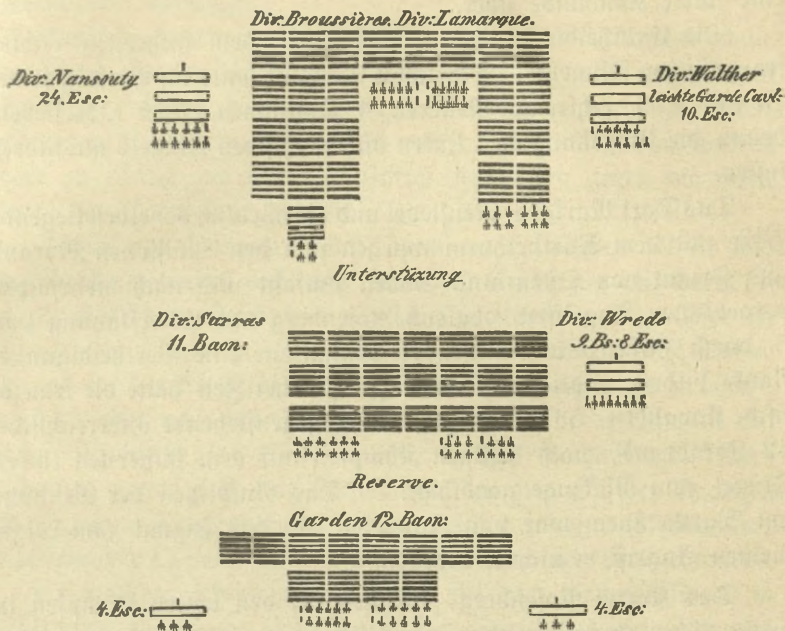 Div: Broussières. Div: Lamarque.
Div: Nansouty
24. Esc:
Div: Walther
leichte Garde Cavl:
10. Esc:
Unterstüzung
Div: Surras
11. Baon:
Div: Wrede
9. Bs: 8 Esc:
Reserve.
Garden 12. Baon:
4. Esc:
4. Esc: